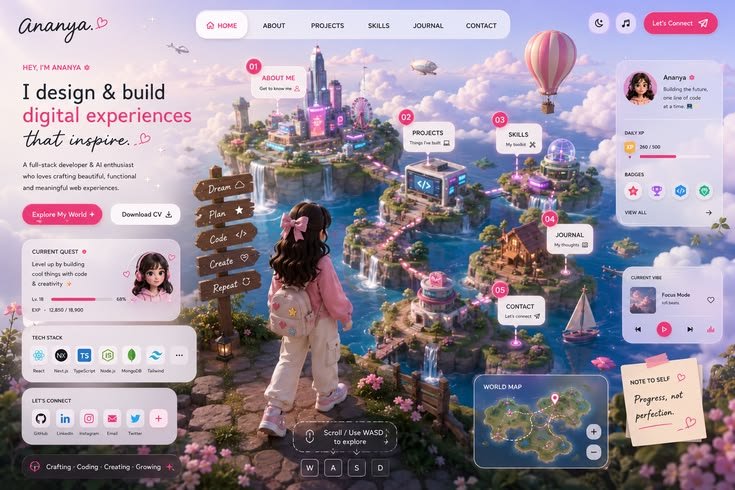 Ananya.
HOME
ABOUT
PROJECTS
SKILLS
JOURNAL
CONTACT
Let's Connect
HEY, I'M ANANYA
I design & build
digital experiences
that inspire.
A full-stack developer & AI enthusiast
who loves crafting beautiful, functional
and meaningful web experiences.
Explore My World
Download CV
CURRENT QUEST
Level up by building
cool things with code
& creativity
Lv. 18
68%
EXP • 12,850 / 18,900
TECH STACK
TS
JS
React
Next.js
TypeScript
Node.js
MongoDB
Tailwind
LET'S CONNECT
in
GitHub
LinkedIn
Instagram
Email
Twitter
Crafting • Coding • Creating • Growing
Dream
Plan
Code </>
Create
Repeat
01
ABOUT ME
Get to know me
02
PROJECTS
Things I've built
</>
03
SKILLS
My toolkit
04
JOURNAL
My thoughts
05
CONTACT
Let's connect
Scroll / Use WASD
to explore
W
A
S
D
WORLD MAP
Ananya
Building the future,
one line of code
at a time.
DAILY XP
XP
260 / 500
BADGES
VIEW ALL
CURRENT VIBE
Focus Mode
lofi beats
NOTE TO SELF
Progress, not
perfection.